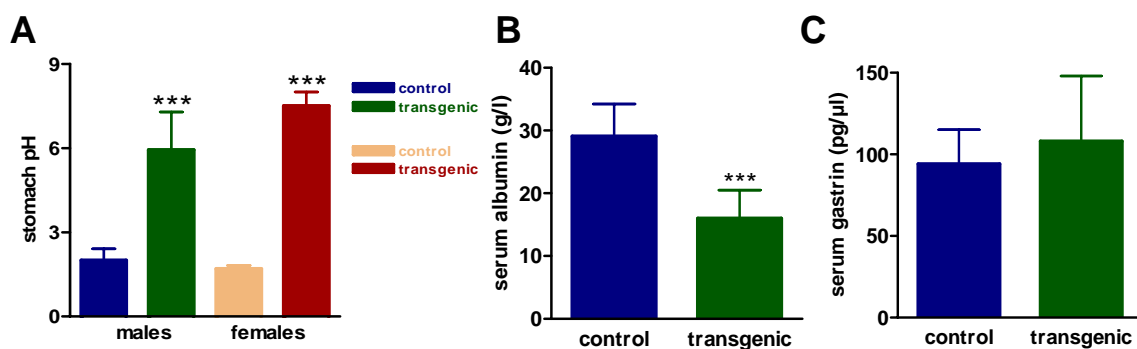 A
stomach pH
9
6
3
0
***
***
males
females
control
transgenic
control
transgenic
B
serum albumin (g/l)
40
30
20
10
0
***
control
transgenic
C
serum gastrin (pg/µl)
150
100
50
0
control
transgenic